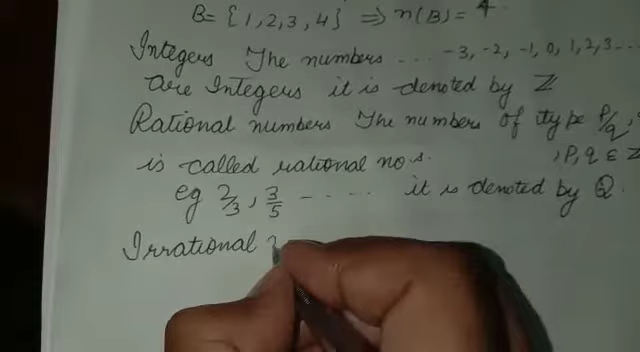 B = {1, 2, 3, 4} ⇒ n(B) = 4
Integers The numbers ... -3, -2, -1, 0, 1, 2, 3 ...
are Integers it is denoted by Z
Rational numbers The numbers of type P/q,
is called rational no.s. , P, q ε Z
eg 2/3, 3/5 ----.... it is denoted by Q.
Irrational